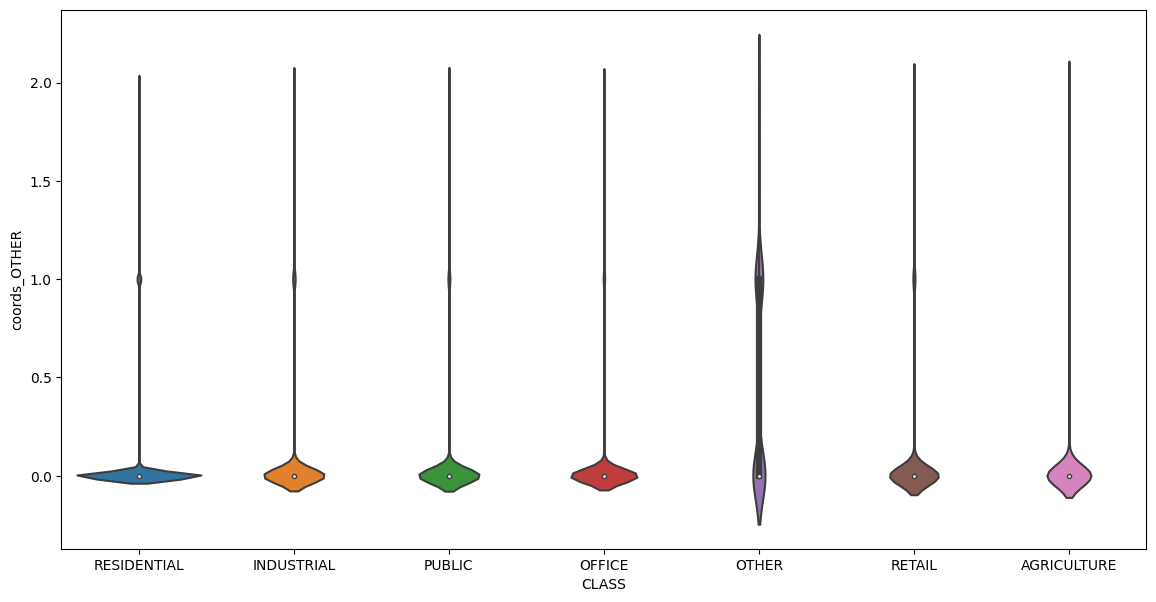 2.0
1.5
1.0
0.5
0.0
coords_OTHER
RESIDENTIAL INDUSTRIAL PUBLIC OFFICE OTHER RETAIL AGRICULTURE
CLASS